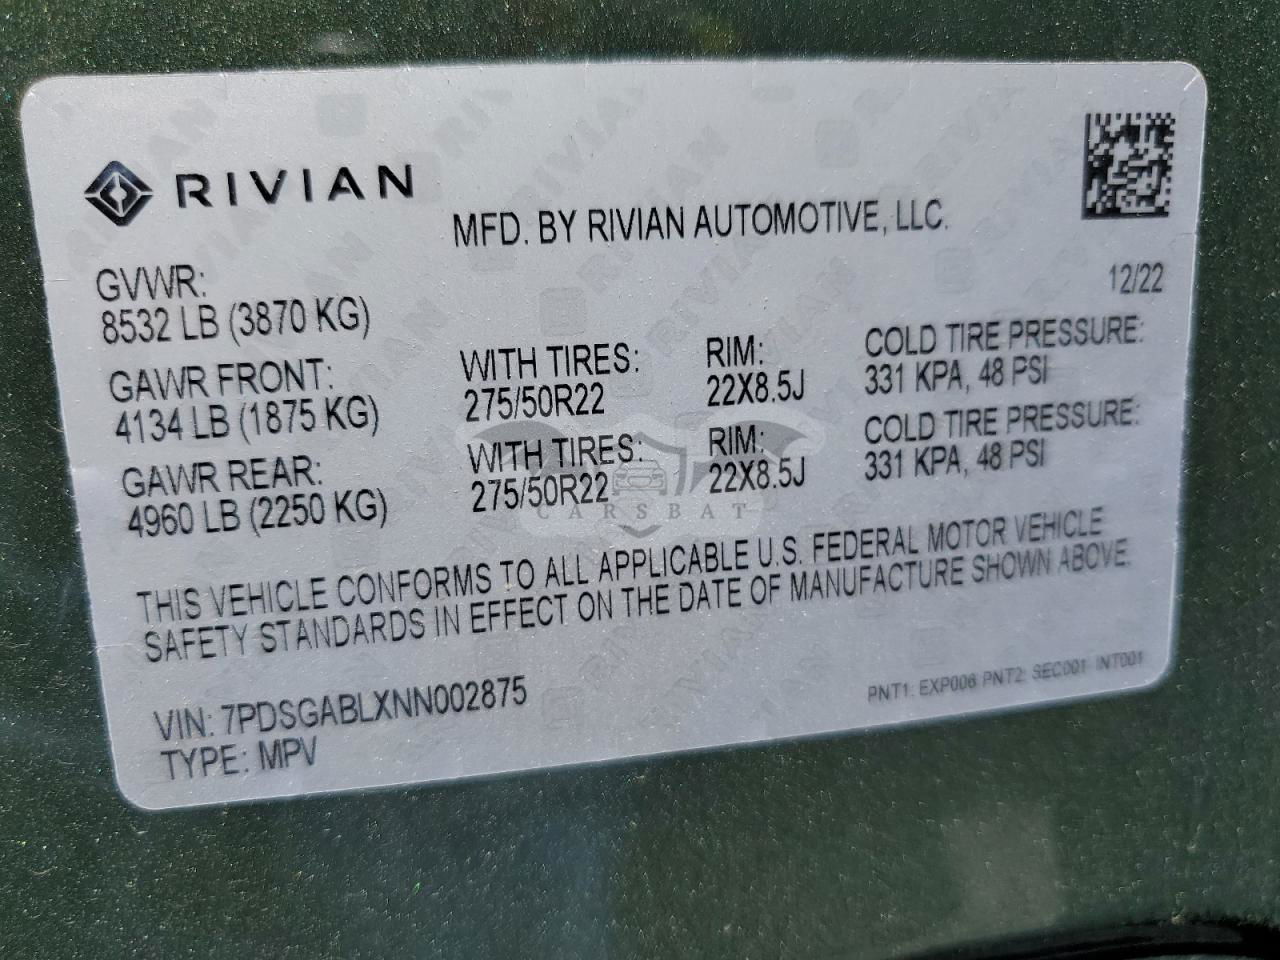 RIVIAN
MFD. BY RIVIAN AUTOMOTIVE, LLC.
12/22
GVWR:
8532 LB (3870 KG)
GAWR FRONT: WITH TIRES: RIM: COLD TIRE PRESSURE:
4134 LB (1875 KG) 275/50R22 22X8.5J 331 KPA, 48 PSI
GAWR REAR: WITH TIRES: RIM: COLD TIRE PRESSURE:
4960 LB (2250 KG) 275/50R22 22X8.5J 331 KPA, 48 PSI
CARSBAT
THIS VEHICLE CONFORMS TO ALL APPLICABLE U.S. FEDERAL MOTOR VEHICLE
SAFETY STANDARDS IN EFFECT ON THE DATE OF MANUFACTURE SHOWN ABOVE.
VIN: 7PDSGABLXNN002875
TYPE: MPV
PNT1: EXP006 PNT2: SEC001 INT001